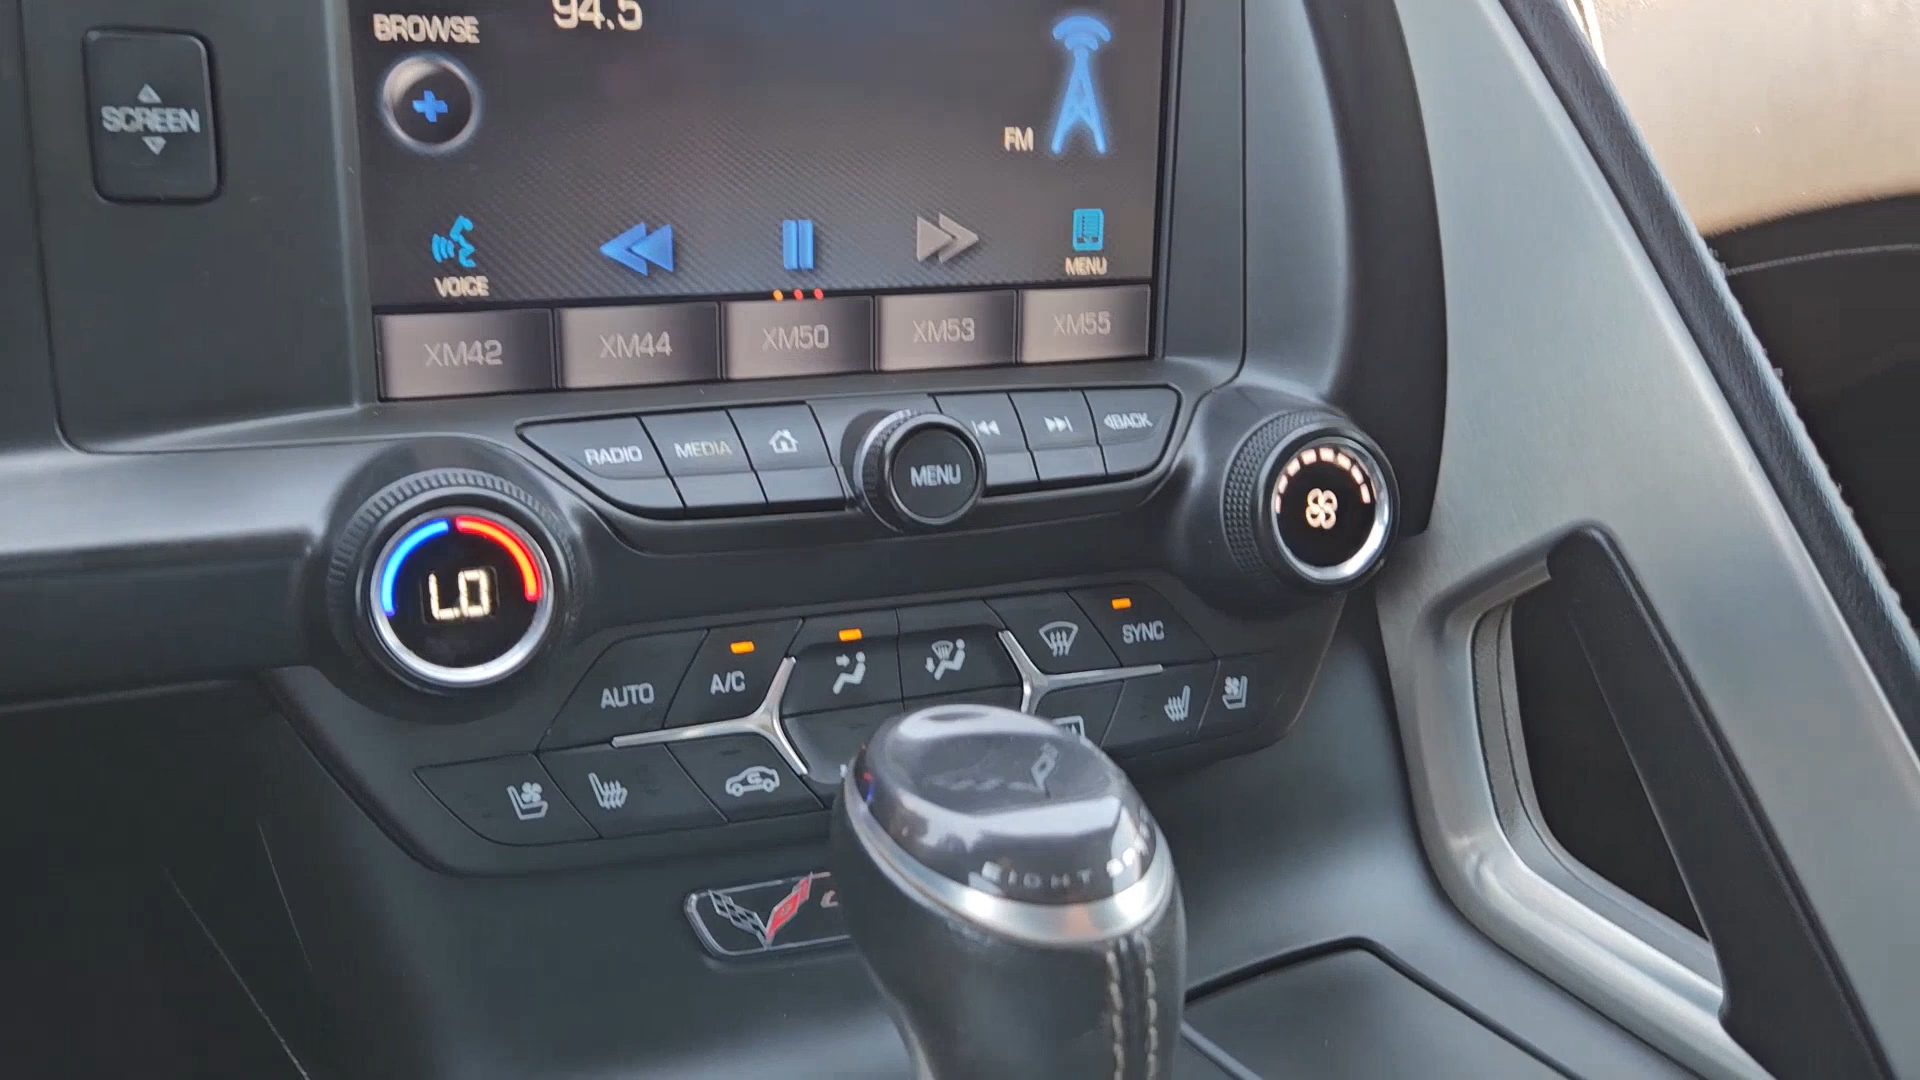 94.5
BROWSE
SCREEN
FM
VOICE
MENU
XM42
XM44
XM50
XM53
XM55
RADIO
MEDIA
MENU
BACK
LO
AUTO
A/C
SYNC
EIGHT